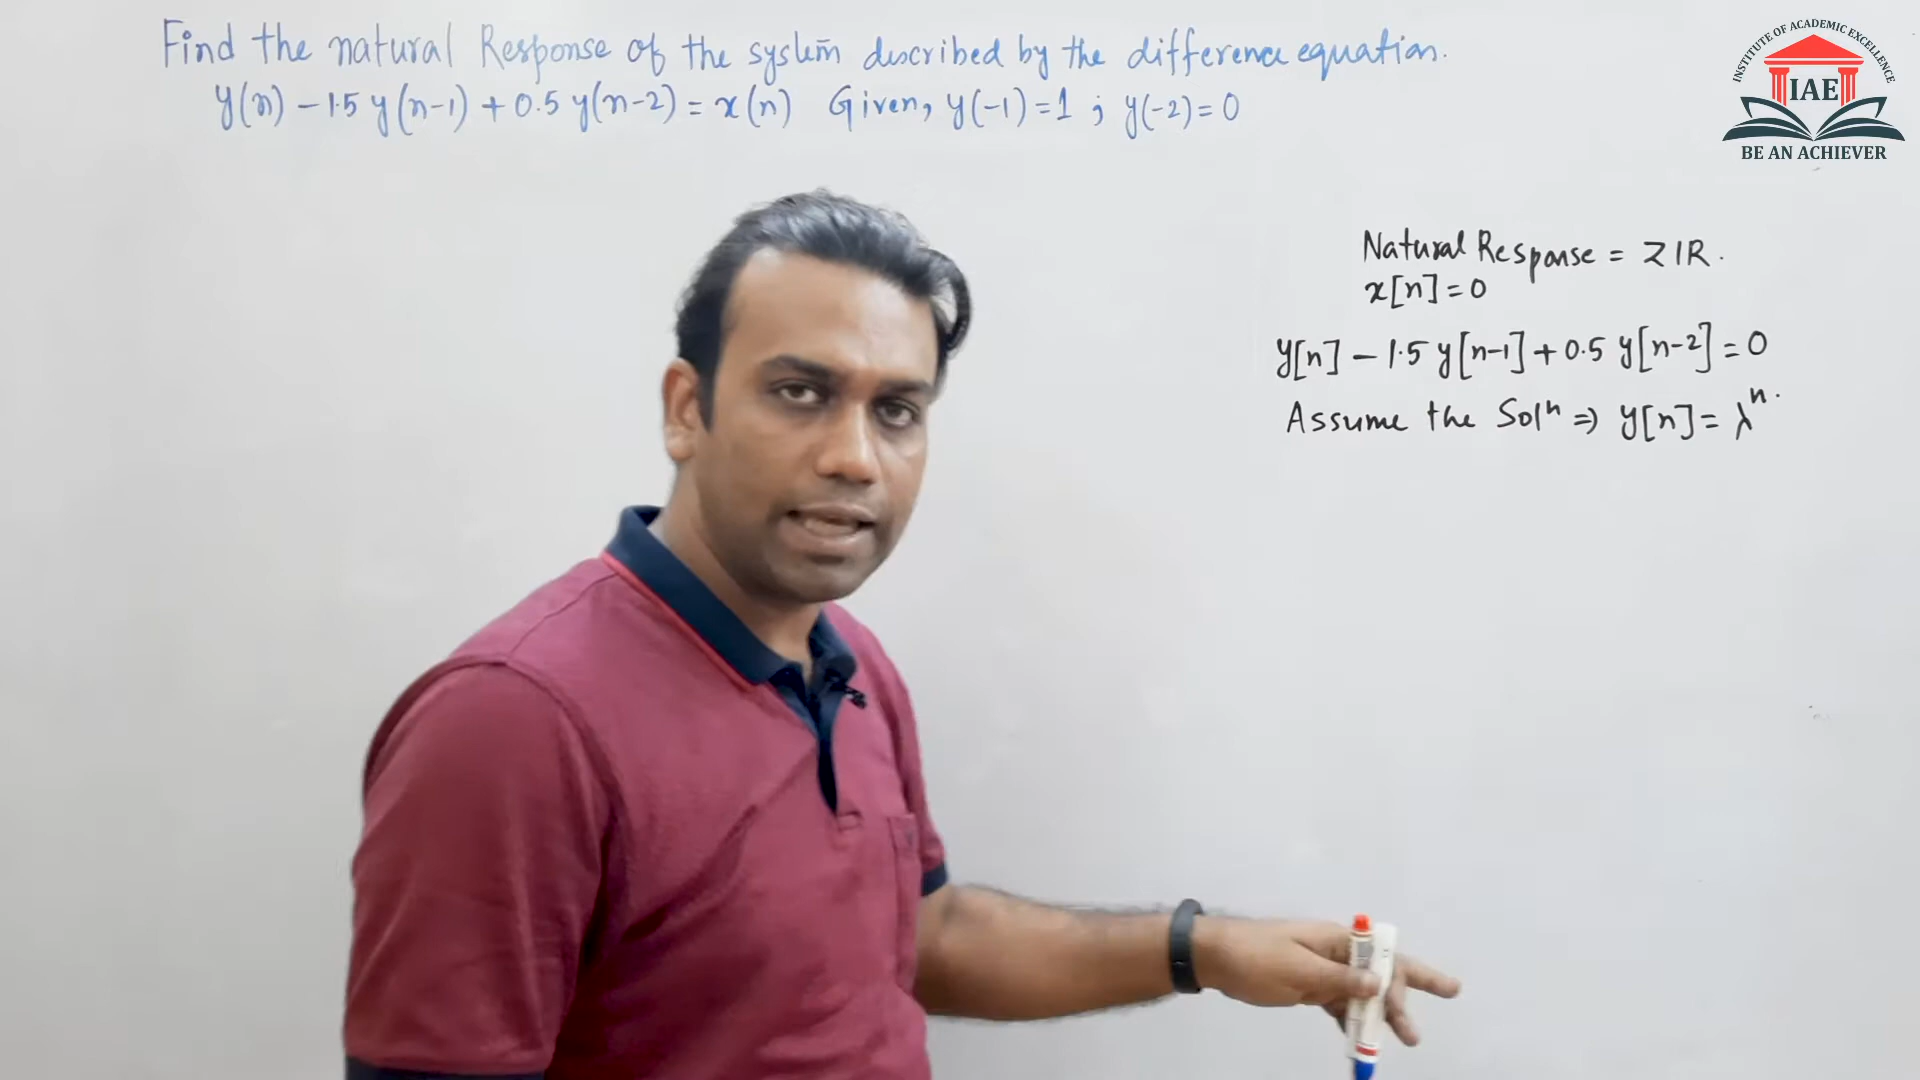 Find the natural Response of the system described by the difference equation.
y(n) - 1.5 y(n-1) + 0.5 y(n-2) = x(n) Given, y(-1)=1 ; y(-2)=0
INSTITUTE OF ACADEMIC EXCELLENCE
IAE
BE AN ACHIEVER
Natural Response = ZIR.
x[n]=0
y[n] - 1.5 y[n-1] + 0.5 y[n-2] = 0
Assume the Solⁿ ⇒ y[n] = λⁿ.